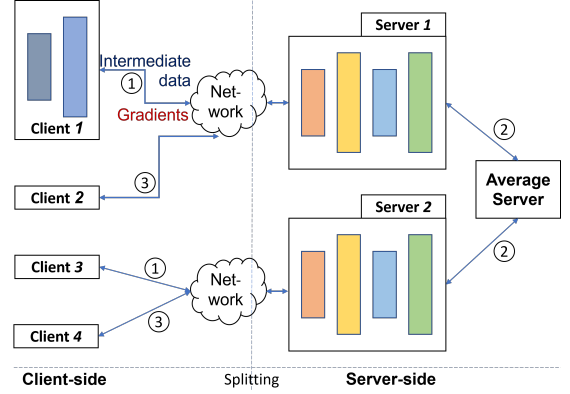 Server 1
Intermediate
data
1
Gradients
Net-
work
Client 1
2
3
Client 2
Average
Server
Server 2
2
Client 3
1
Net-
work
3
Client 4
Client-side
Splitting
Server-side